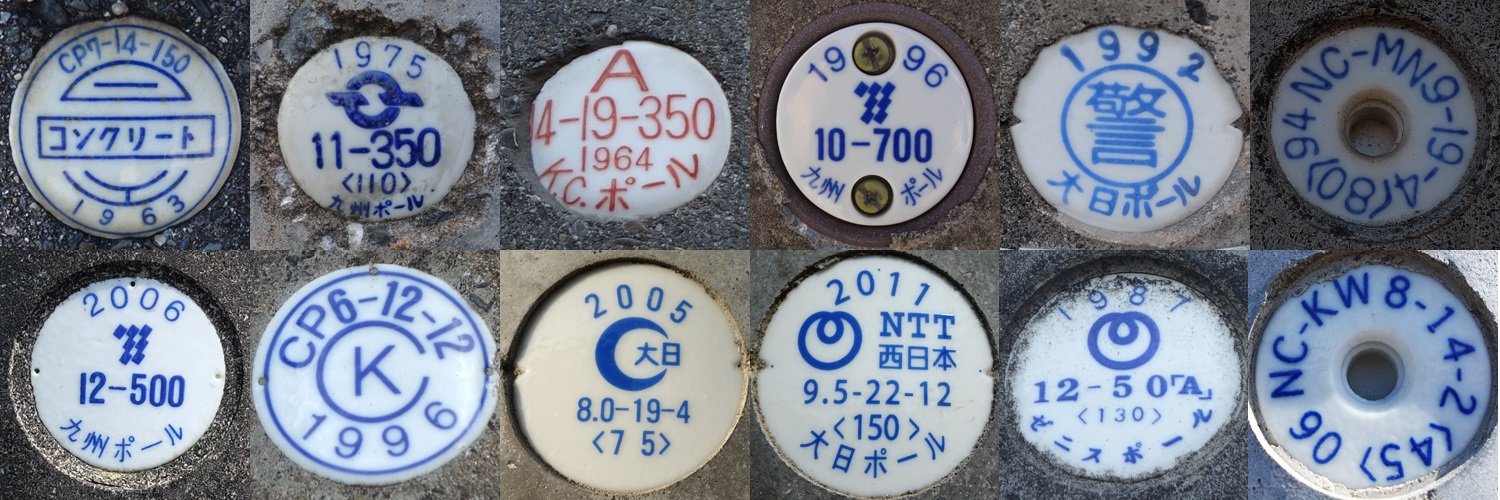 CP7-14-150
コンクリート
1963
1975
11-350
<110>
九州ポール
A
14-19-350
1964
K.C.ポール
1996
10-700
九州ポール
1992
警
大日ポール
94 NC-MN9-19-4(80)
2006
12-500
九州ポール
CP6-12-12
K
1996
2005
大日
8.0-19-4
<75>
2011
NTT
西日本
9.5-22-12
<150>
大日ポール
1987
12-50「A」
<130>
ゼニスポール
06 NC-KW8-14-2(45)